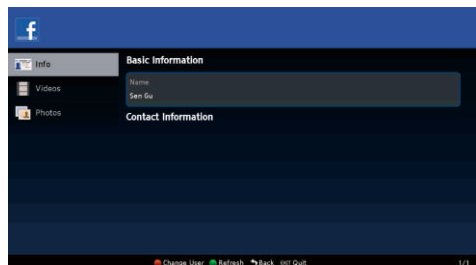 f
Info
Videos
Photos
Basic Information
Name
Sen Gu
Contact Information
Change User Refresh Back EXIT Quit
1/1